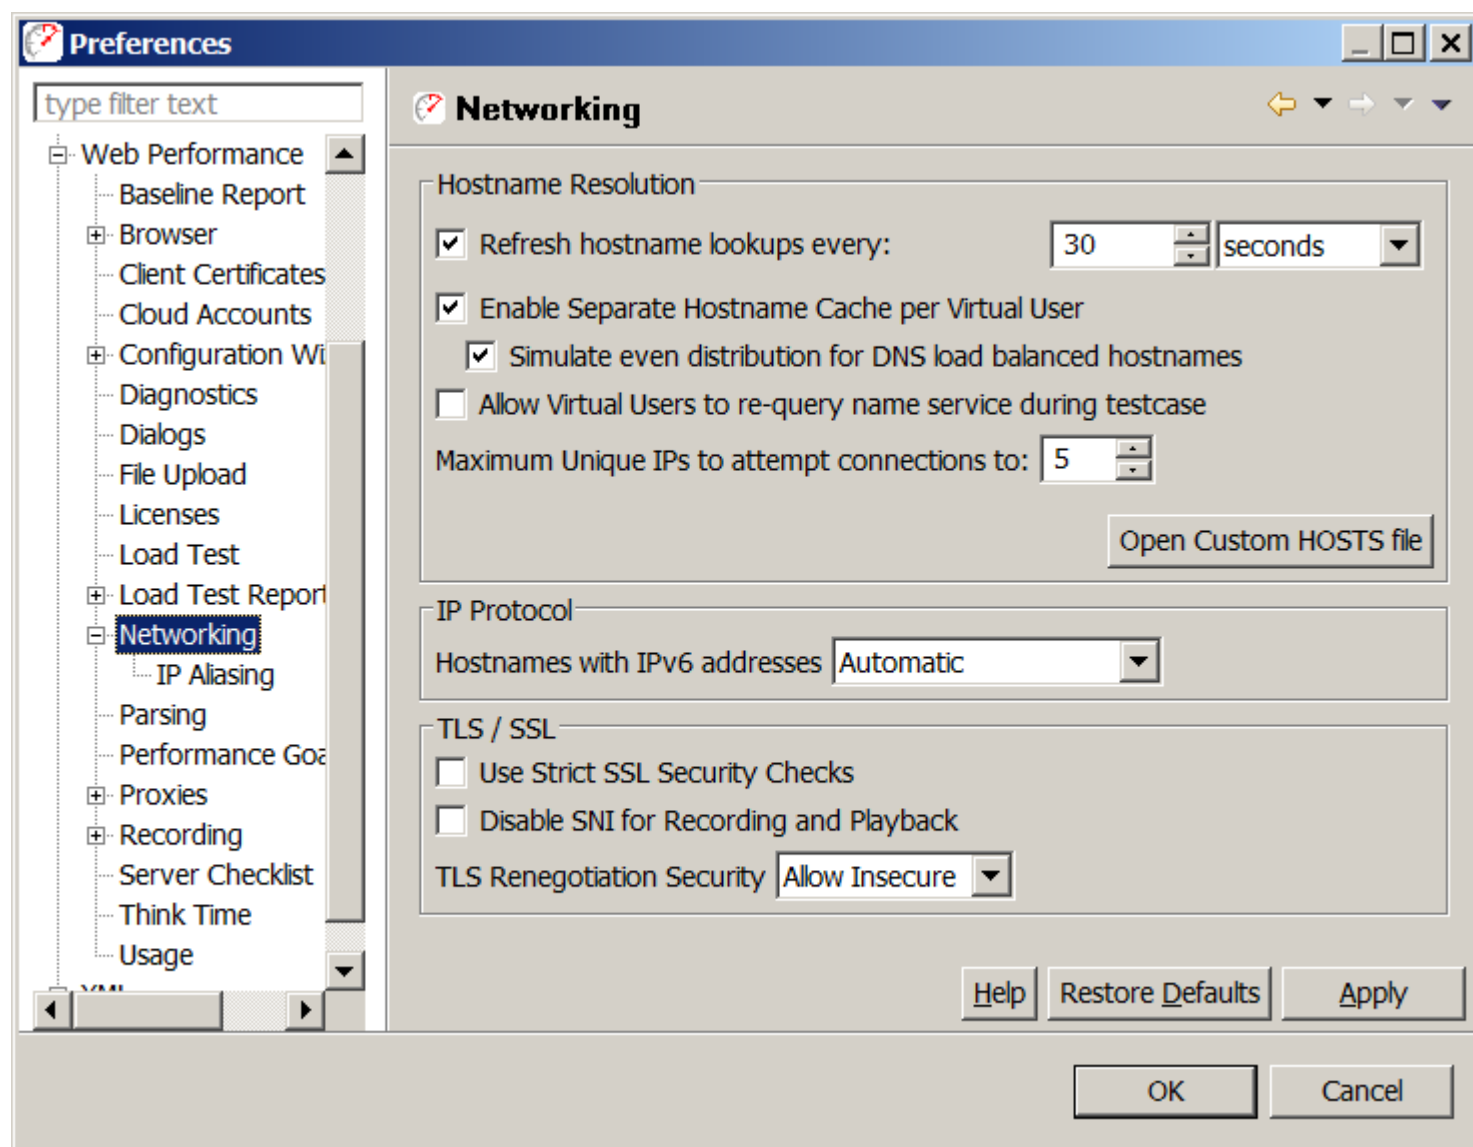 Preferences
type filter text
Web Performance
Baseline Report
Browser
Client Certificates
Cloud Accounts
Configuration Wi
Diagnostics
Dialogs
File Upload
Licenses
Load Test
Load Test Report
Networking
IP Aliasing
Parsing
Performance Goa
Proxies
Recording
Server Checklist
Think Time
Usage
XML
Networking
Hostname Resolution
Refresh hostname lookups every: 30 seconds
Enable Separate Hostname Cache per Virtual User
Simulate even distribution for DNS load balanced hostnames
Allow Virtual Users to re-query name service during testcase
Maximum Unique IPs to attempt connections to: 5
Open Custom HOSTS file
IP Protocol
Hostnames with IPv6 addresses Automatic
TLS / SSL
Use Strict SSL Security Checks
Disable SNI for Recording and Playback
TLS Renegotiation Security Allow Insecure
Help Restore Defaults Apply
OK Cancel